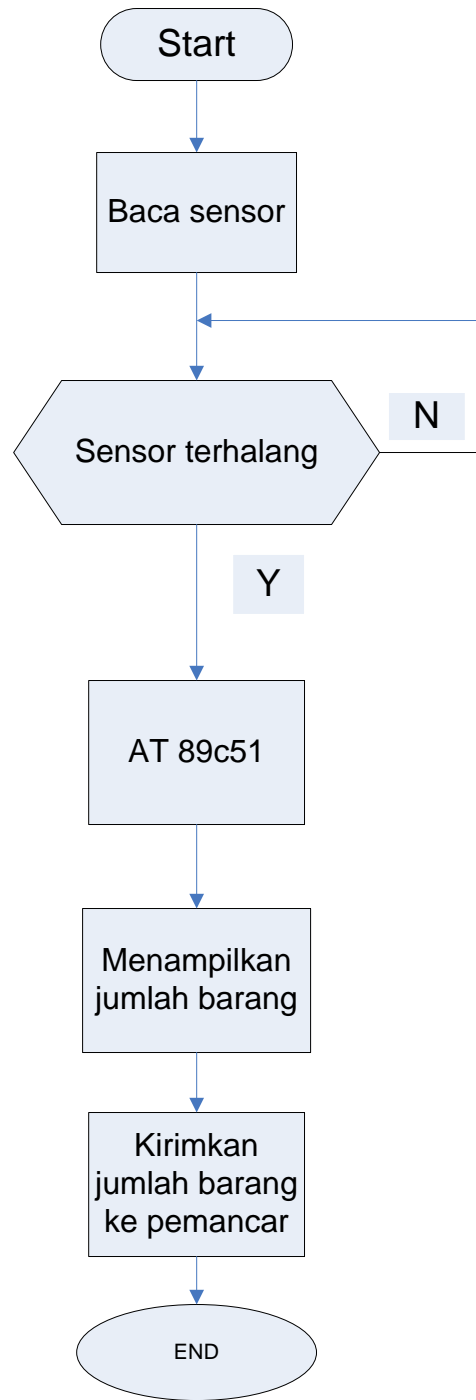 Start
Baca sensor
Sensor terhalang
N
Y
AT 89c51
Menampilkan
jumlah barang
Kirimkan
jumlah barang
ke pemancar
END